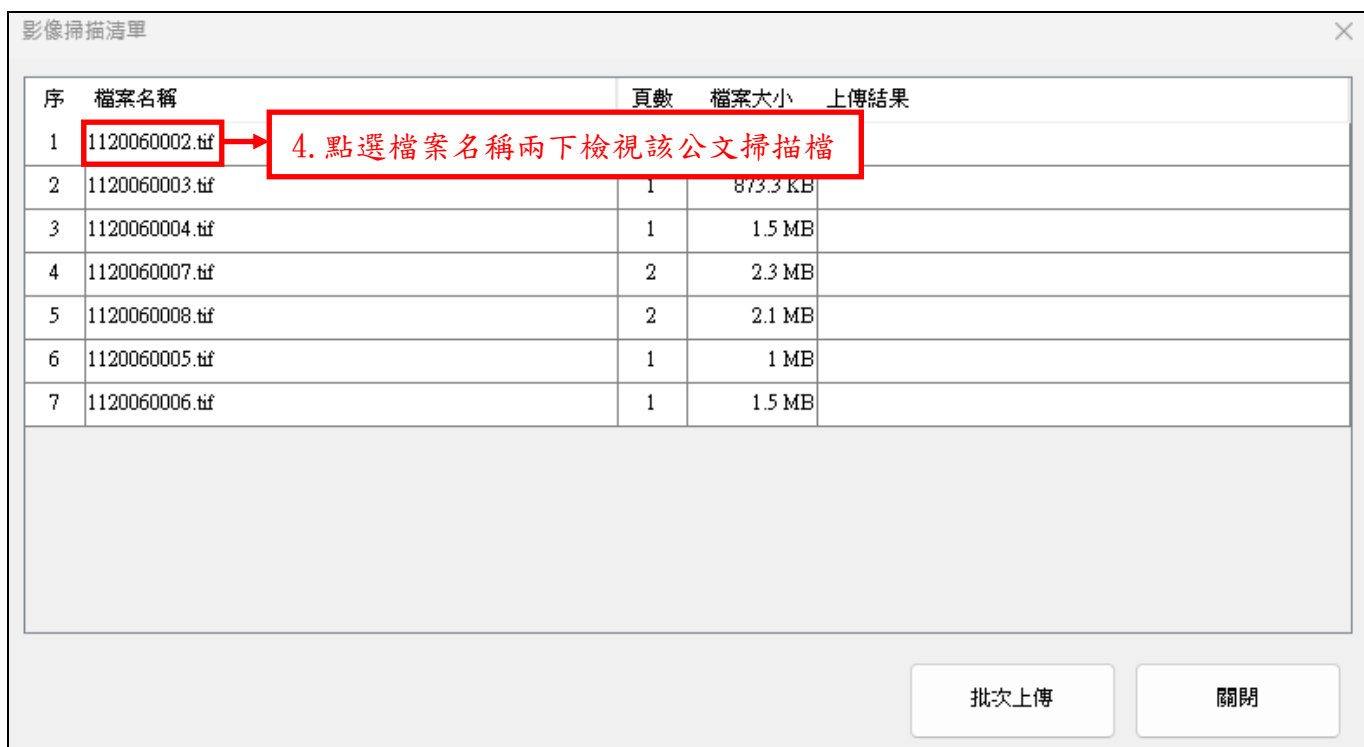 影像掃描清單
序 檔案名稱 頁數 檔案大小 上傳結果
1 1120060002.tif
4.點選檔案名稱兩下檢視該公文掃描檔
2 1120060003.tif 1 873.3 KB
3 1120060004.tif 1 1.5 MB
4 1120060007.tif 2 2.3 MB
5 1120060008.tif 2 2.1 MB
6 1120060005.tif 1 1 MB
7 1120060006.tif 1 1.5 MB
批次上傳 關閉